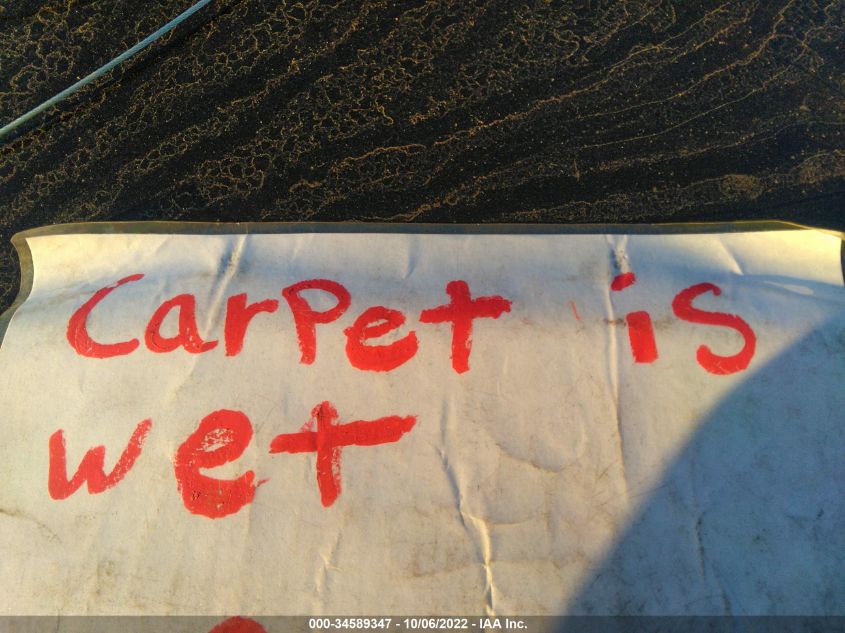 Carpet is
wet
000-34589347 - 10/06/2022 - IAA Inc.